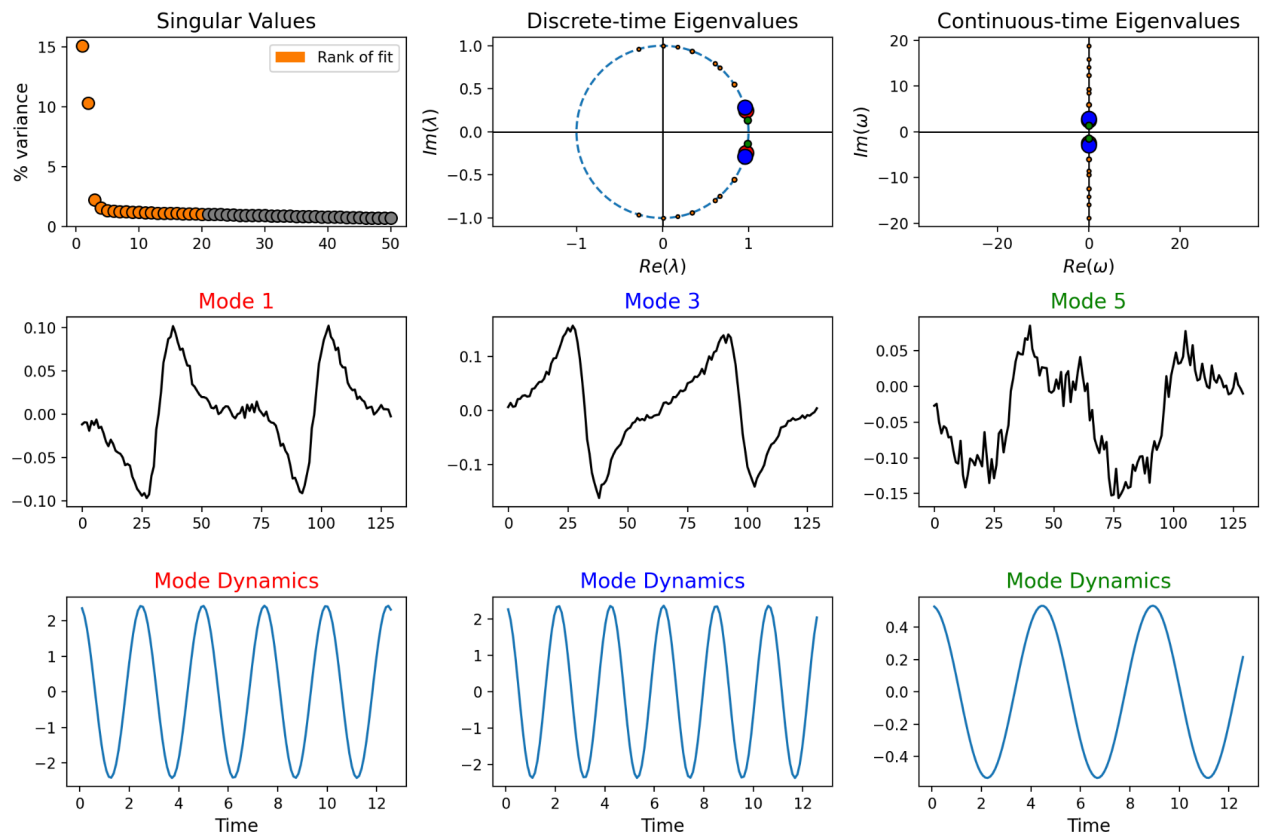 Singular Values
% variance
15
10
5
0
0 10 20 30 40 50
Rank of fit
Discrete-time Eigenvalues
Im(λ)
1.0
0.5
0.0
−0.5
−1.0
−1 0 1
Re(λ)
Continuous-time Eigenvalues
Im(ω)
20
10
0
−10
−20
−20 0 20
Re(ω)
Mode 1
0.10
0.05
0.00
−0.05
−0.10
0 25 50 75 100 125
Mode 3
0.1
0.0
−0.1
0 25 50 75 100 125
Mode 5
0.05
0.00
−0.05
−0.10
−0.15
0 25 50 75 100 125
Mode Dynamics
2
1
0
−1
−2
0 2 4 6 8 10 12
Time
Mode Dynamics
2
1
0
−1
−2
0 2 4 6 8 10 12
Time
Mode Dynamics
0.4
0.2
0.0
−0.2
−0.4
0 2 4 6 8 10 12
Time